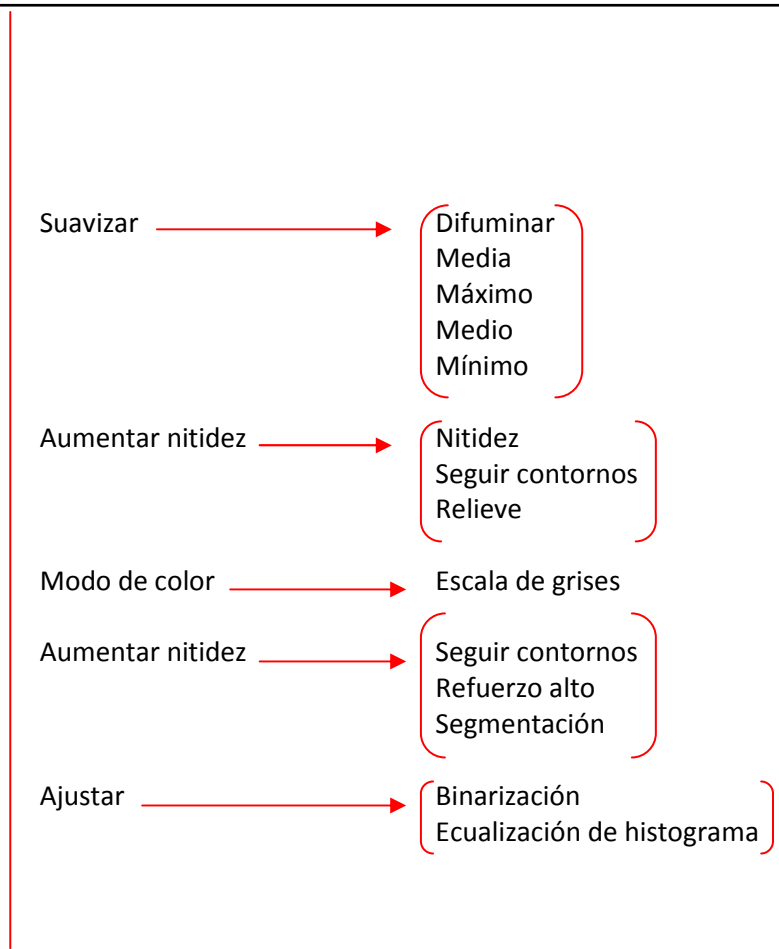 Suavizar Difuminar
Media
Máximo
Medio
Mínimo
Aumentar nitidez Nitidez
Seguir contornos
Relieve
Modo de color Escala de grises
Aumentar nitidez Seguir contornos
Refuerzo alto
Segmentación
Ajustar Binarización
Ecualización de histograma